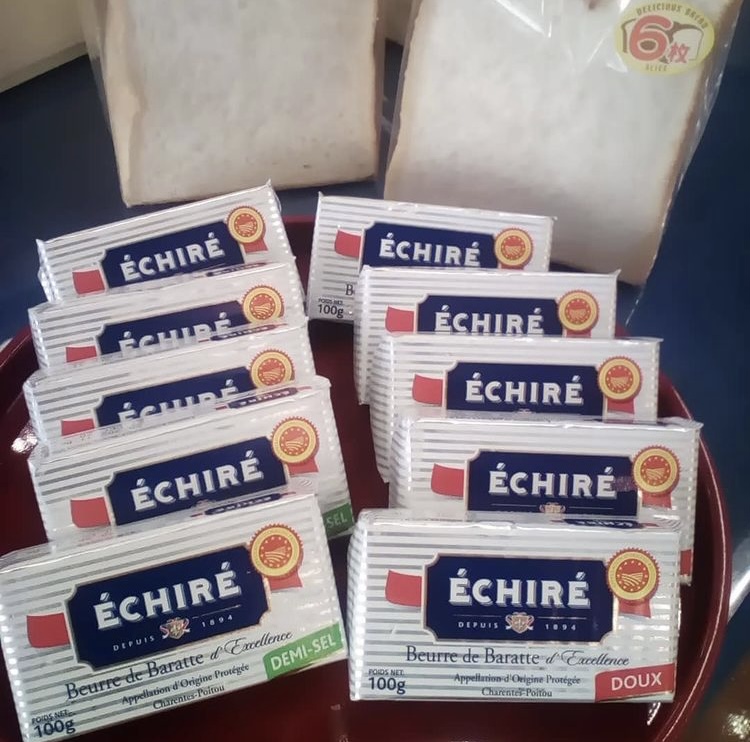 DELICIOUS BREAD
6枚
SLICE
ÉCHIRÉ
ÉCHIRÉ
ÉCHIRÉ
ÉCHIRÉ
DEMI-SEL
ÉCHIRÉ
DEPUIS 1894
Beurre de Baratte d'Excellence
DEMI-SEL
Appellation d'Origine Protégée
Charentes-Poitou
POIDS NET:
100g
ÉCHIRÉ
POIDS NET:
100g
ÉCHIRÉ
ÉCHIRÉ
ÉCHIRÉ
ÉCHIRÉ
DEPUIS 1894
Beurre de Baratte d'Excellence
Appellation d'Origine Protégée
Charentes-Poitou
POIDS NET:
100g
DOUX